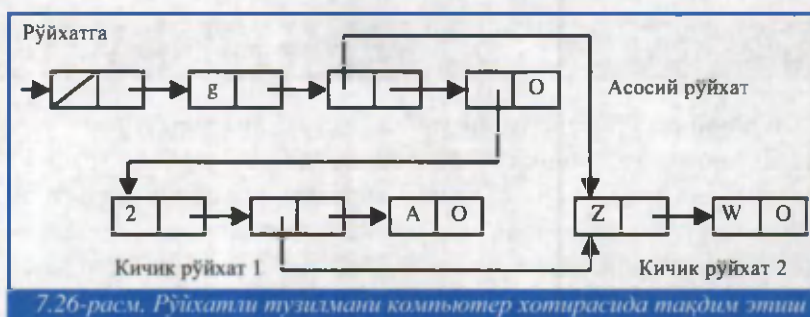 Рўйхатга
g
O
Асосий рўйхат
2
A O
Z
W O
Кичик рўйхат 1
Кичик рўйхат 2
7.26-расм. Рўйхатли тузилмани компьютер хотирасида тақдим этиш